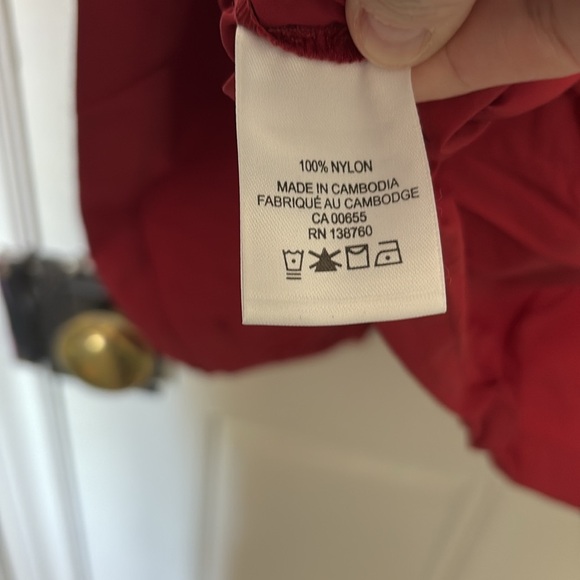 100% NYLON
MADE IN CAMBODIA
FABRIQUÉ AU CAMBODGE
CA 00655
RN 138760